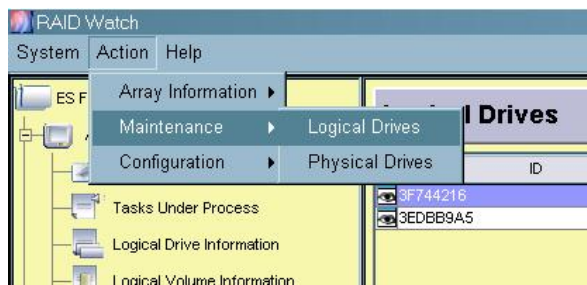 RAID Watch
System Action Help
ES F
Array Information
Maintenance
Configuration
Logical Drives
Physical Drives
l Drives
ID
3F744216
3EDBB9A5
Tasks Under Process
Logical Drive Information
Logical Volume Information